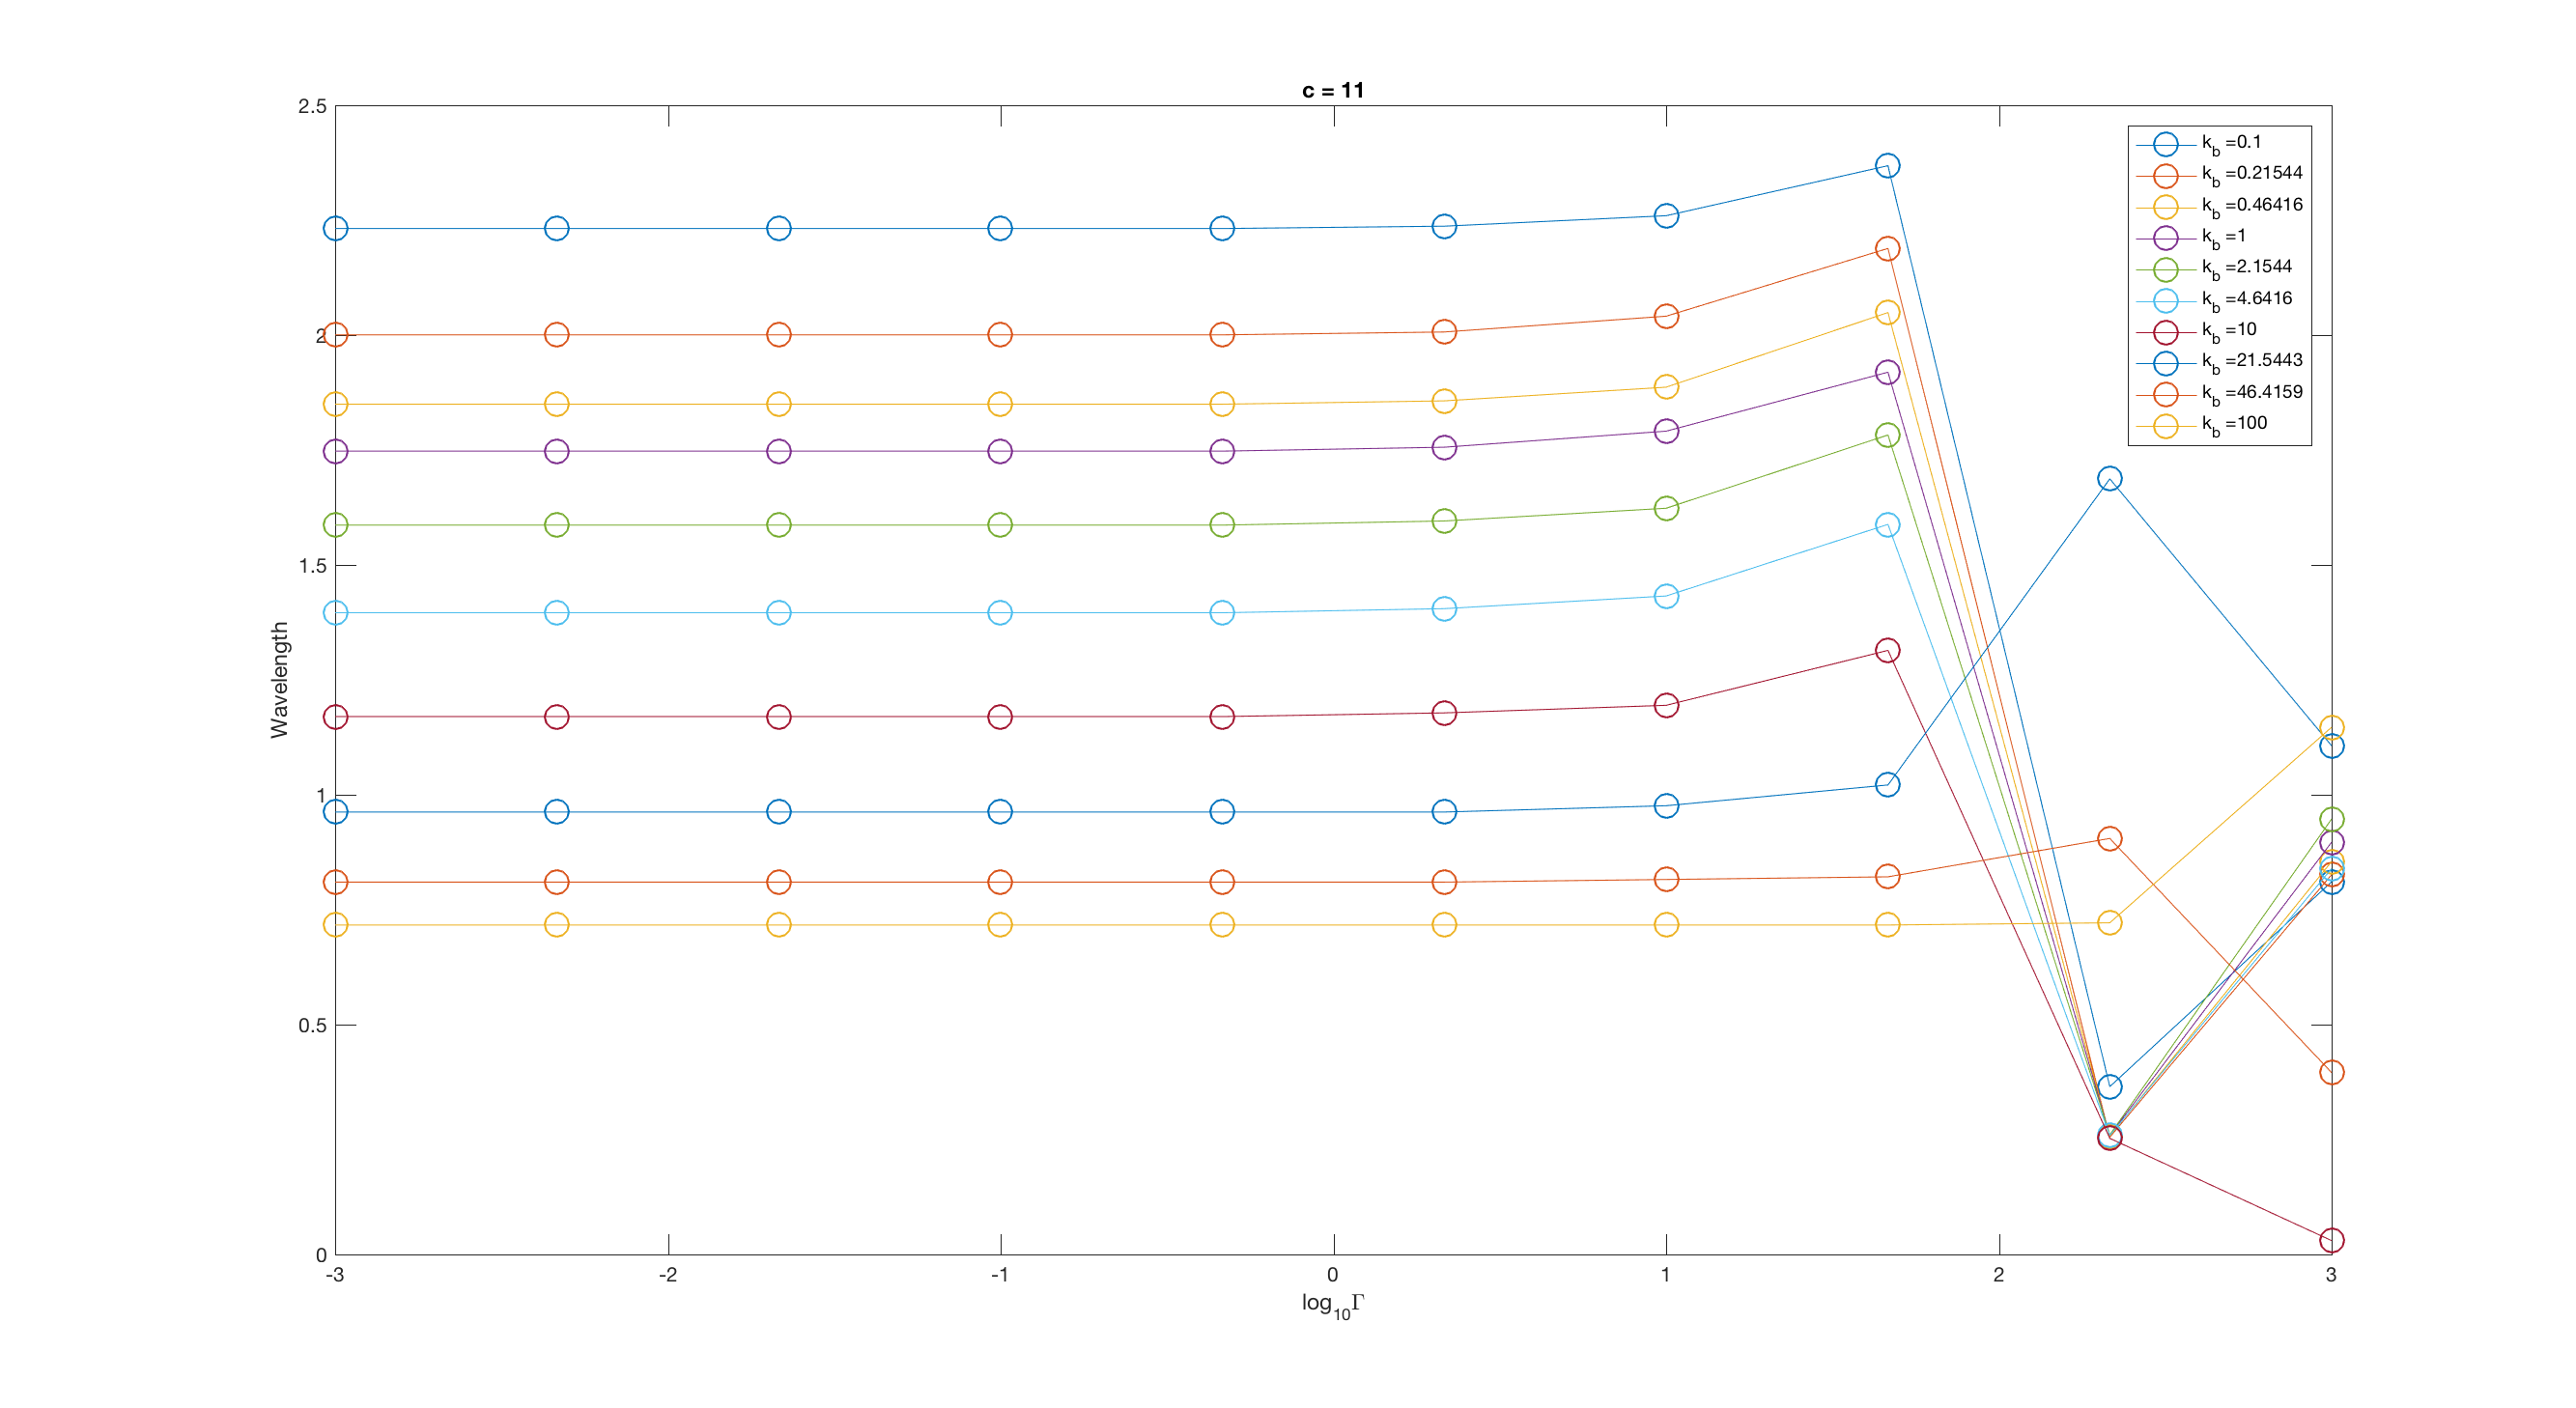 c = 11
2.5
2
1.5
1
0.5
0
Wavelength
-3
-2
-1
0
1
2
3
log10Γ
kb =0.1
kb =0.21544
kb =0.46416
kb =1
kb =2.1544
kb =4.6416
kb =10
kb =21.5443
kb =46.4159
kb =100